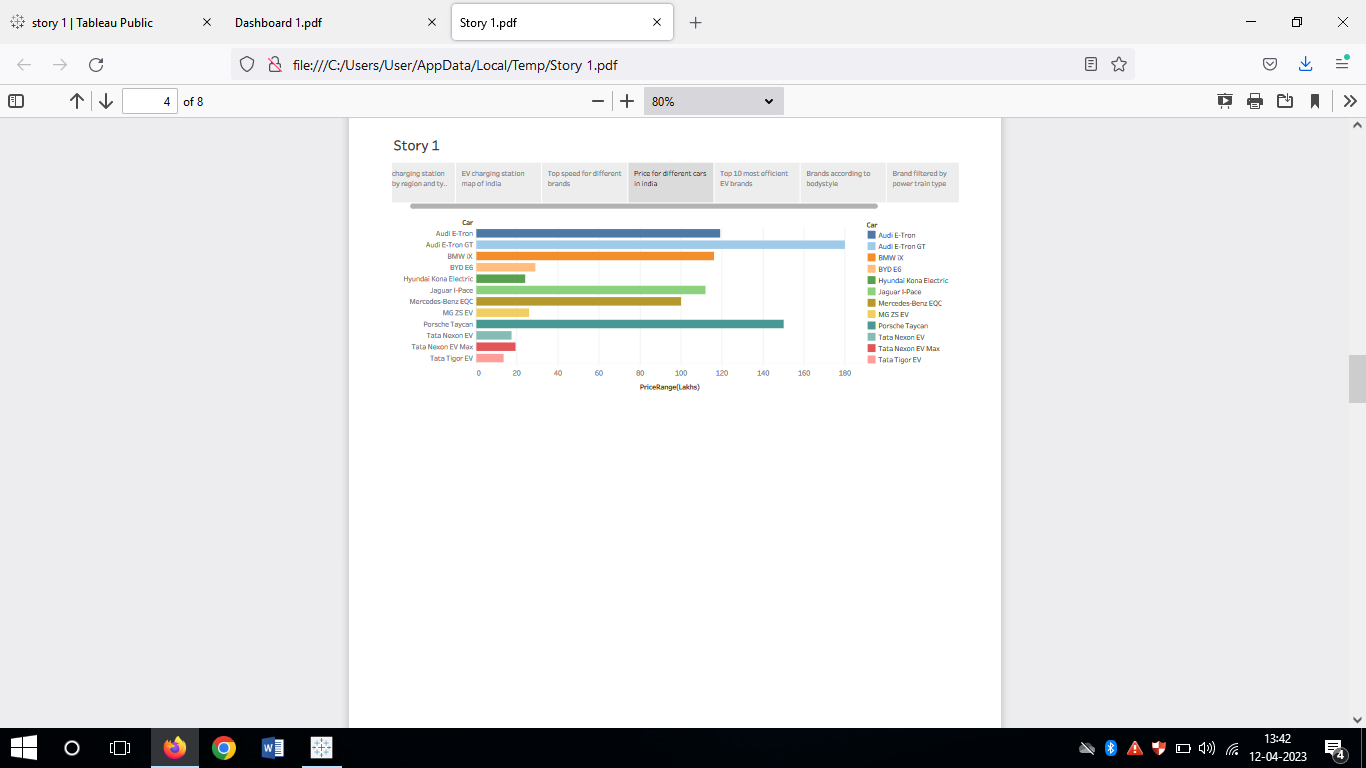 story 1 | Tableau Public
Dashboard 1.pdf
Story 1.pdf
file:///C:/Users/User/AppData/Local/Temp/Story 1.pdf
4 of 8
80%
Story 1
charging station
by region and ty..
EV charging station
map of india
Top speed for different
brands
Price for different cars
in india
Top 10 most efficient
EV brands
Brands according to
bodystyle
Brand filtered by
power train type
Car
Audi E-Tron
Audi E-Tron GT
BMW iX
BYD E6
Hyundai Kona Electric
Jaguar I-Pace
Mercedes-Benz EQC
MG ZS EV
Porsche Taycan
Tata Nexon EV
Tata Nexon EV Max
Tata Tigor EV
0 20 40 60 80 100 120 140 160 180
PriceRange(Lakhs)
Car
Audi E-Tron
Audi E-Tron GT
BMW iX
BYD E6
Hyundai Kona Electric
Jaguar I-Pace
Mercedes-Benz EQC
MG ZS EV
Porsche Taycan
Tata Nexon EV
Tata Nexon EV Max
Tata Tigor EV
13:42
12-04-2023
4